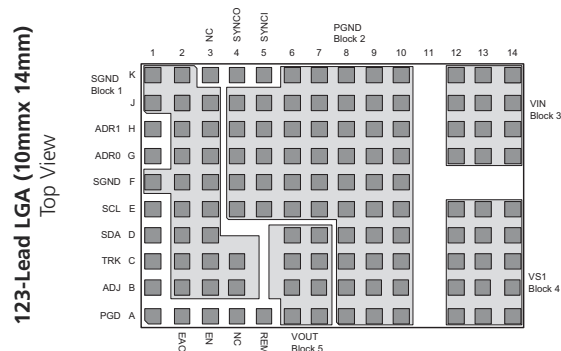 123-Lead LGA (10mmx 14mm)
Top View
NC
SYNCO
SYNCI
PGND
Block 2
1 2 3 4 5 6 7 8 9 10 11 12 13 14
SGND
Block 1
K
J
ADR1 H
ADR0 G
SGND F
SCL E
SDA D
TRK C
ADJ B
PGD A
VIN
Block 3
VS1
Block 4
EAO
EN
NC
REM
VOUT
Block 5